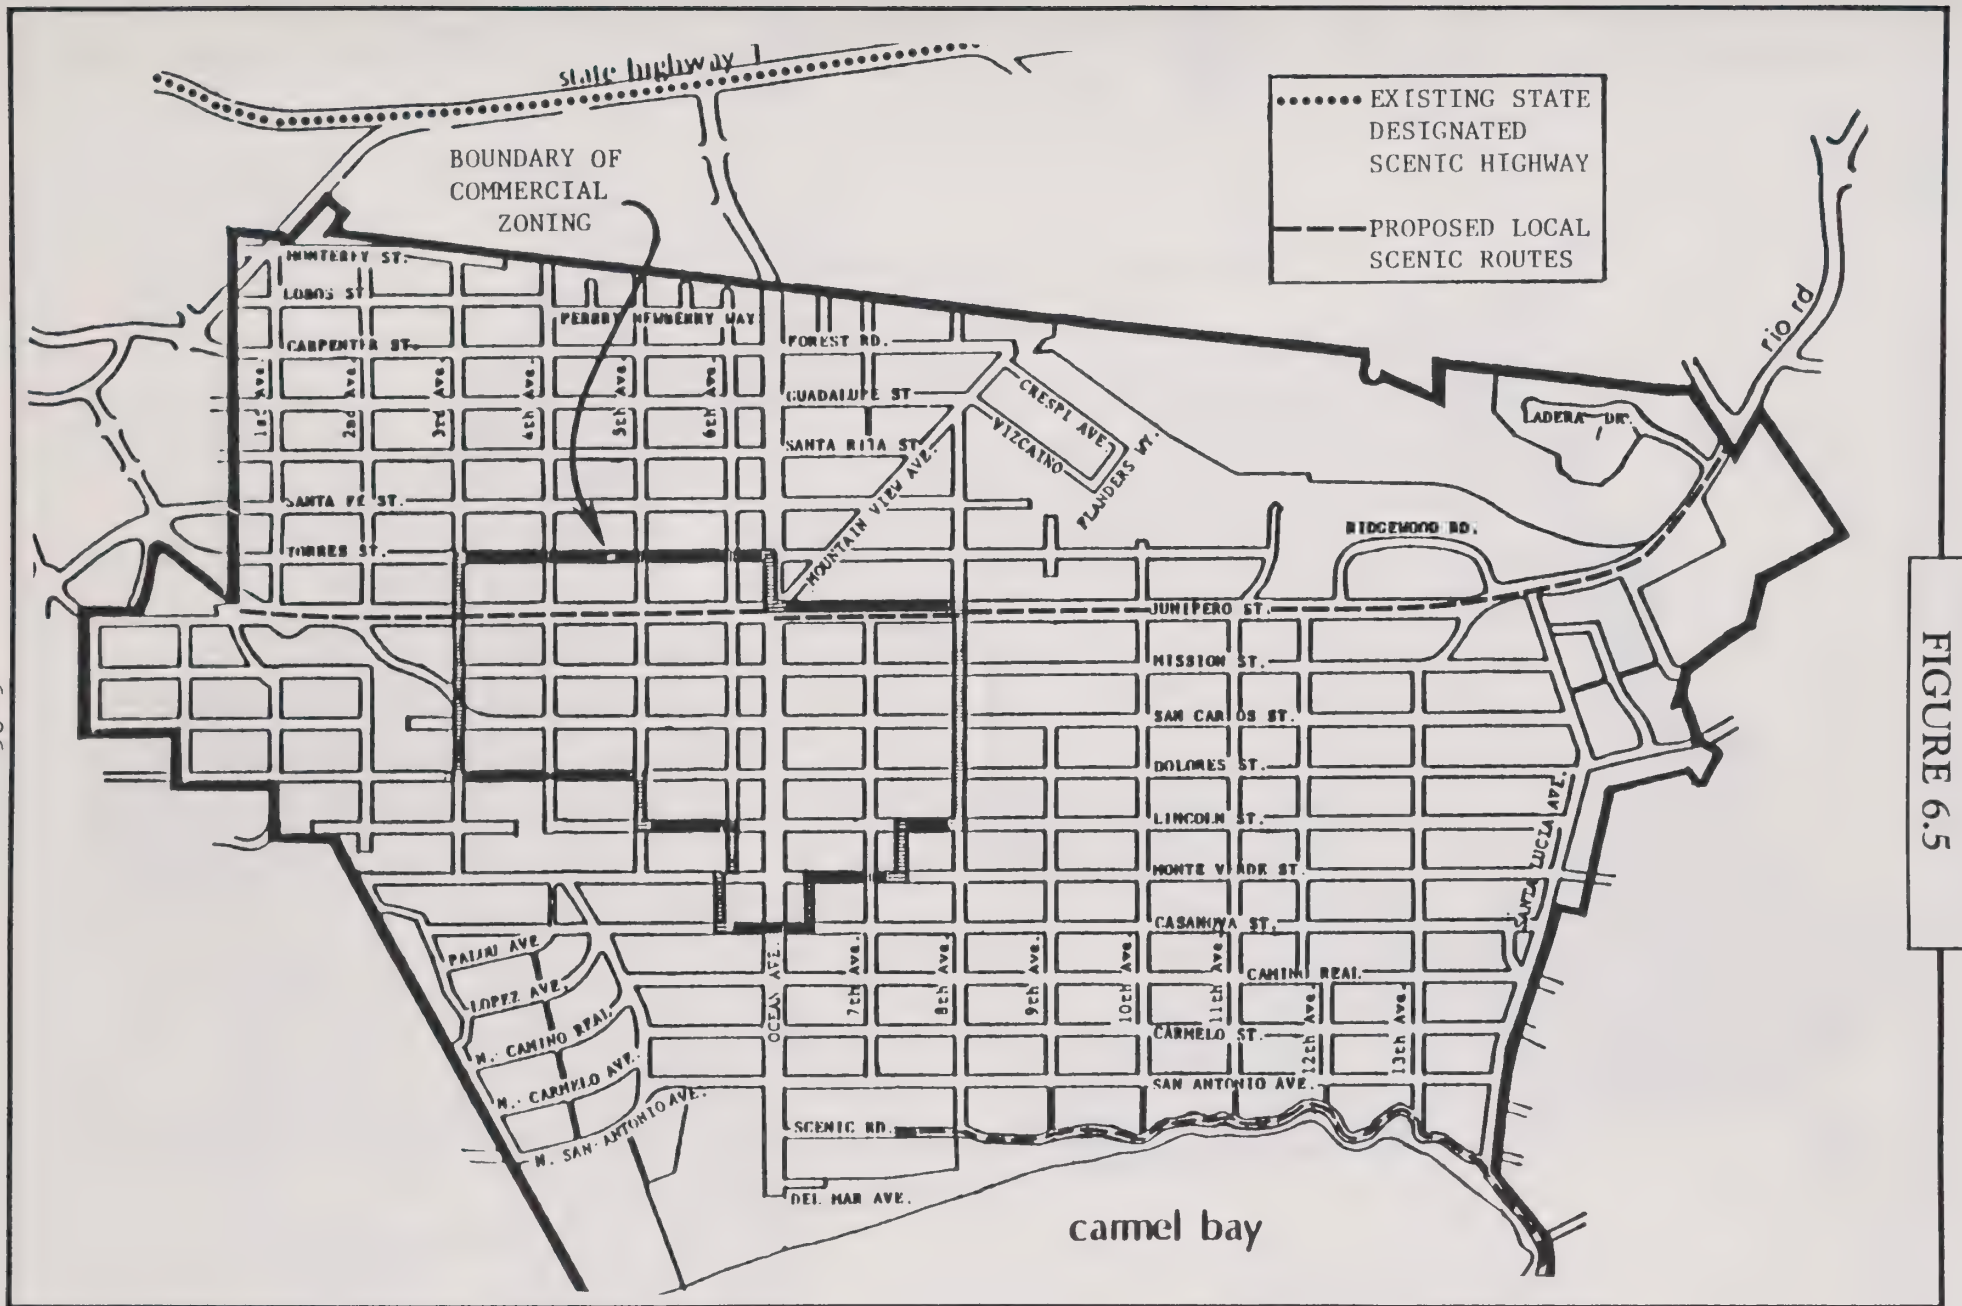 state highway 1
EXISTING STATE
DESIGNATED
SCENIC HIGHWAY
PROPOSED LOCAL
SCENIC ROUTES
BOUNDARY OF
COMMERCIAL
ZONING
rio rd
MONTEREY ST.
LOBOS ST
PERRRY NEWBERRY WAY
CARPENTER ST.
FOREST RD.
1st Ave.
2nd Ave.
3rd Ave.
4th Ave.
5th Ave.
6th Ave.
GUADALUPE ST
CRESPI AVE.
VIZCAINO
FLANDERS WY.
LADERA DR.
SANTA RITA ST
MOUNTAIN VIEW AVE.
SANTA FE ST.
RIDGEWOOD RD.
TORRES ST.
JUNIPERO ST.
MISSION ST.
SAN CARLOS ST.
DOLORES ST.
LINCOLN ST.
MONTE VERDE ST.
CASANOVA ST.
SANTA LUCIA AVE.
FIGURE 6.5
LOPEZ AVE.
N. CAMINO REAL
N. CARMELO AVE.
N. SAN ANTONIO AVE.
OCEAN AVE.
7th Ave.
8th Ave.
9th Ave.
10th Ave.
11th Ave.
12th Ave.
13th Ave.
CAMINO REAL
CARMELO ST.
SAN ANTONIO AVE.
SCENIC RD.
DEL MAR AVE.
carmel bay